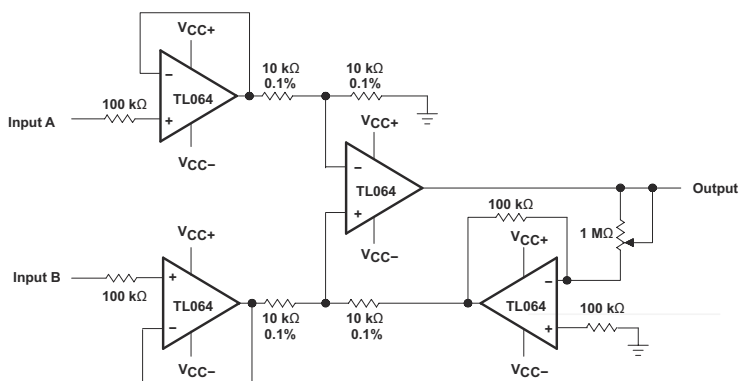 VCC+
TL064
100 kΩ
Input A
VCC−
10 kΩ
0.1%
10 kΩ
0.1%
VCC+
TL064
VCC−
Output
100 kΩ
1 MΩ
VCC+
Input B
100 kΩ
TL064
VCC−
10 kΩ
0.1%
10 kΩ
0.1%
VCC+
TL064
100 kΩ
VCC−